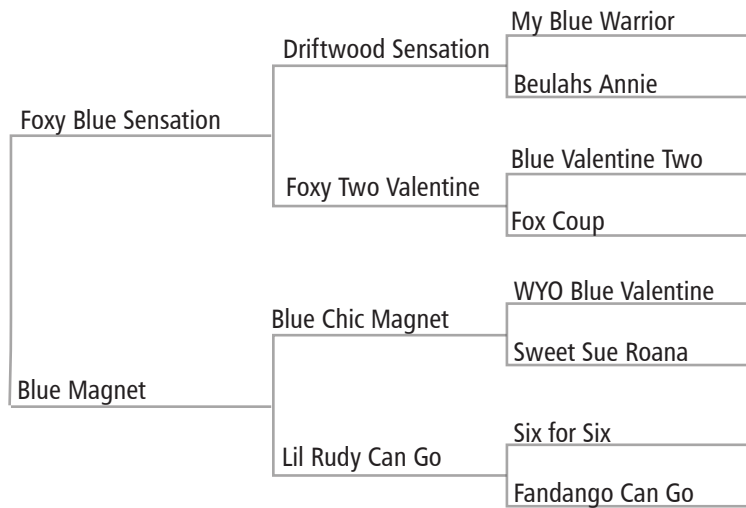 My Blue Warrior
Driftwood Sensation
Beulahs Annie
Foxy Blue Sensation
Blue Valentine Two
Foxy Two Valentine
Fox Coup
WYO Blue Valentine
Blue Chic Magnet
Sweet Sue Roana
Blue Magnet
Six for Six
Lil Rudy Can Go
Fandango Can Go